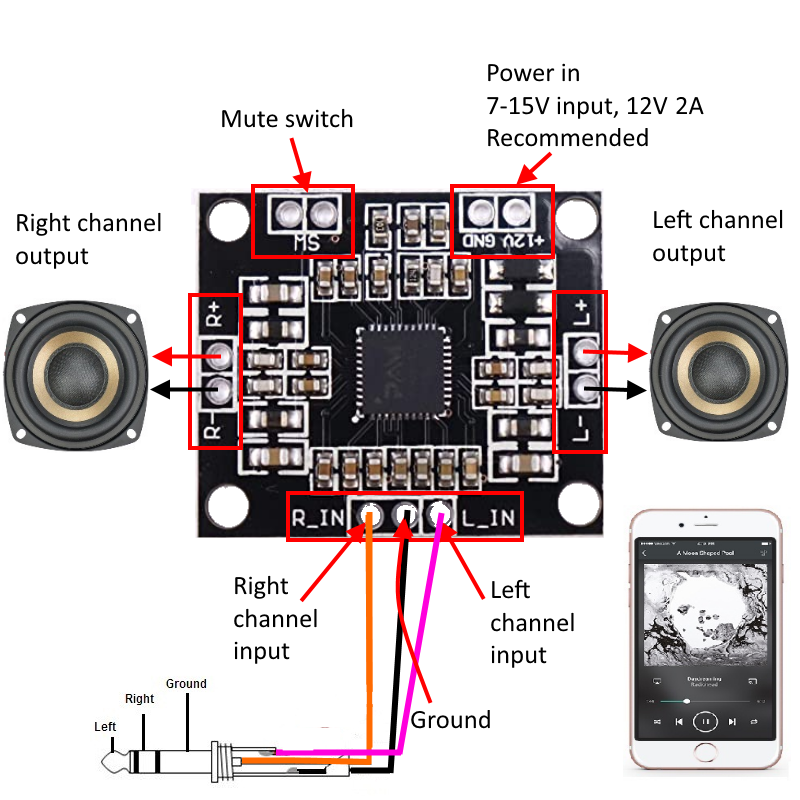 Power in
7-15V input, 12V 2A
Recommended
Mute switch
Right channel
output
Left channel
output
SW
+12V GND
R+
R-
L+
L-
PAM
R_IN
L_IN
Right
channel
input
Left
channel
input
Ground
Ground
Right
Left
A Moon Shaped Pool
Daydreaming
Radiohead